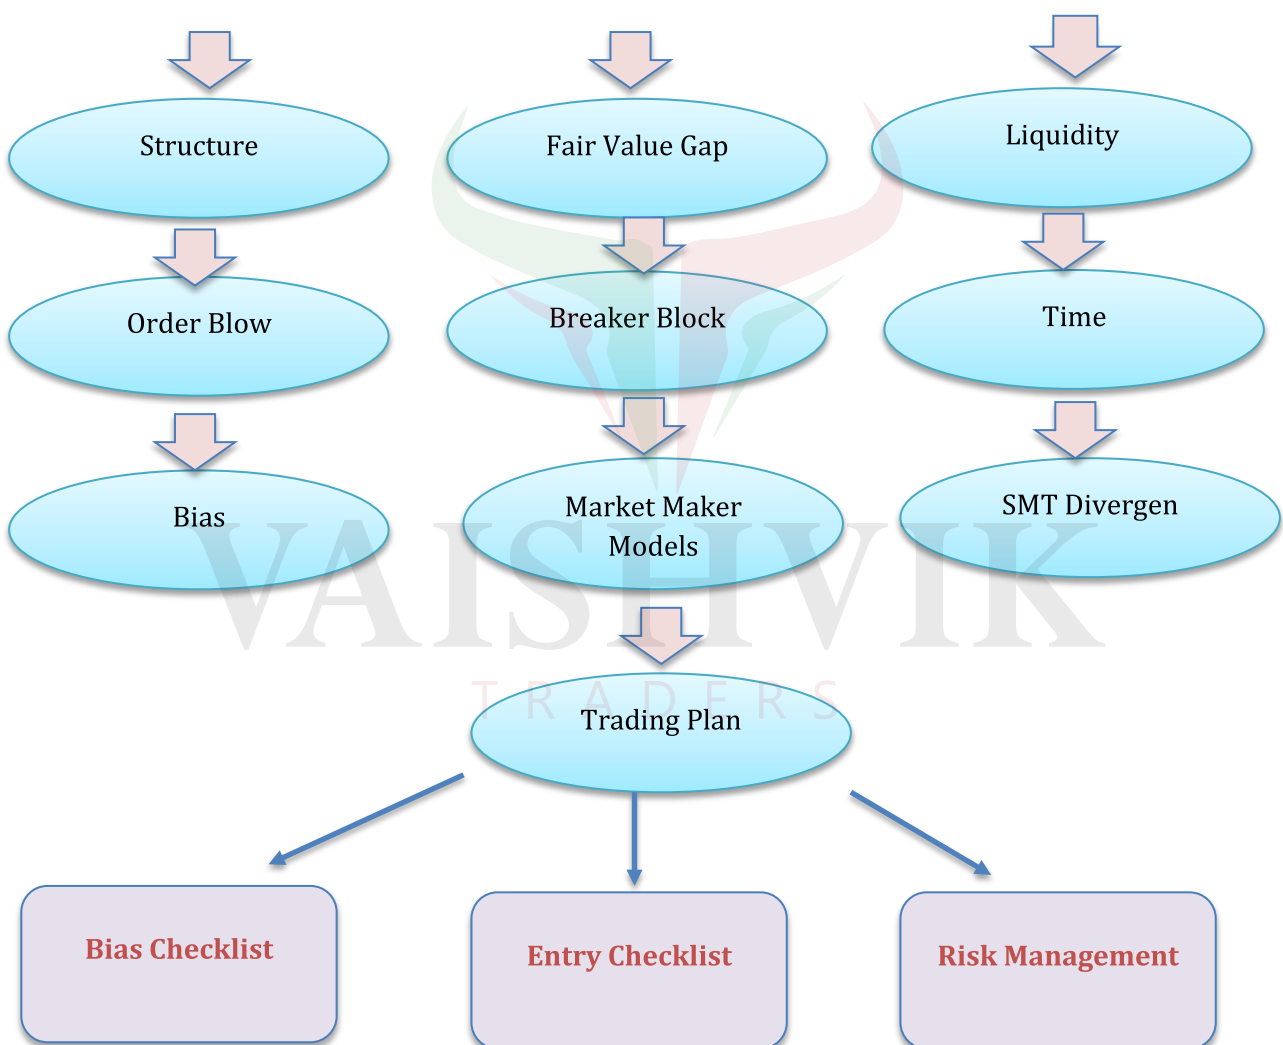 Structure
Fair Value Gap
Liquidity
Order Blow
Breaker Block
Time
Bias
Market Maker
Models
SMT Divergen
VAISHVIK
TRADERS
Trading Plan
Bias Checklist
Entry Checklist
Risk Management